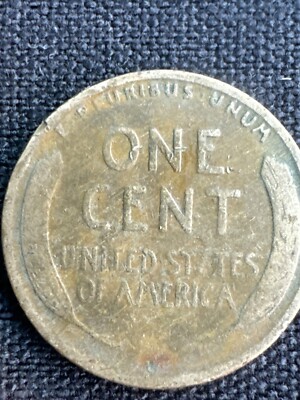 E PLURIBUS UNUM
ONE
CENT
UNITED STATES
OF AMERICA